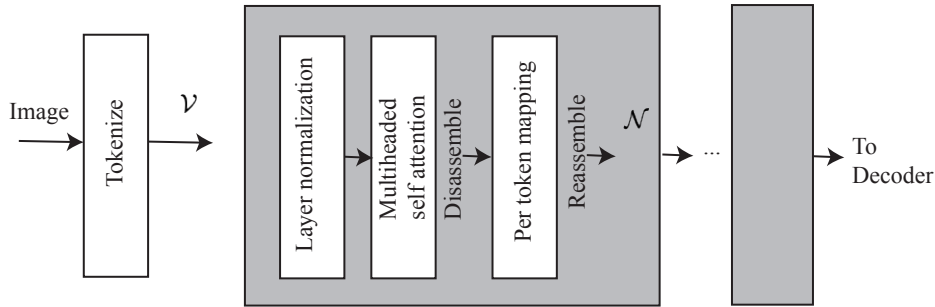 Image
Tokenize
𝒱
Layer normalization
Multiheaded
self attention
Disassemble
Per token mapping
Reassemble
𝒩
...
To
Decoder